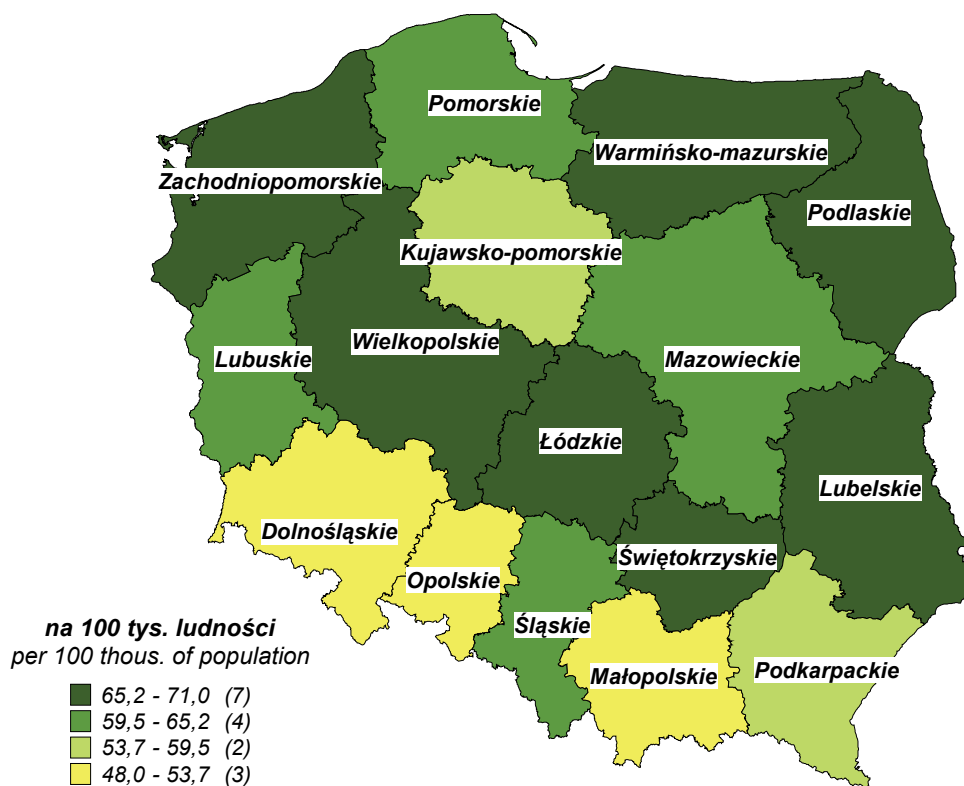 Pomorskie
Warmińsko-mazurskie
Zachodniopomorskie
Podlaskie
Kujawsko-pomorskie
Wielkopolskie
Lubuskie
Mazowieckie
Łódzkie
Lubelskie
Dolnośląskie
Świętokrzyskie
Opolskie
Śląskie
Małopolskie
Podkarpackie
na 100 tys. ludności
per 100 thous. of population
65,2 - 71,0 (7)
59,5 - 65,2 (4)
53,7 - 59,5 (2)
48,0 - 53,7 (3)